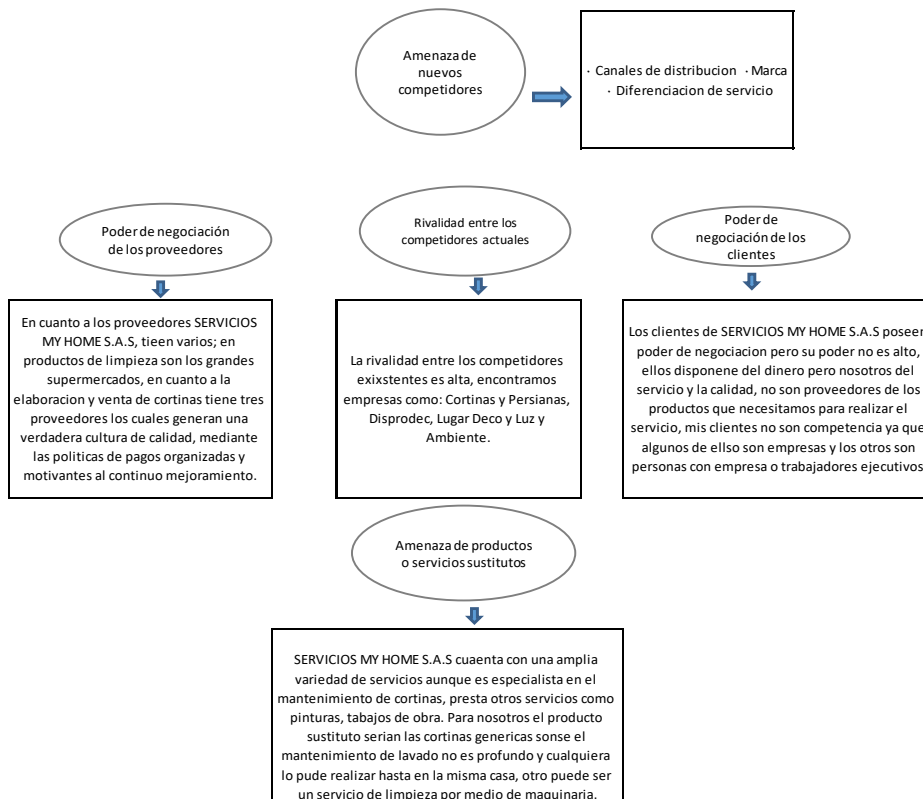 Amenaza de
nuevos
competidores
· Canales de distribucion · Marca
· Diferenciacion de servicio
Poder de negociación
de los proveedores
Rivalidad entre los
competidores actuales
Poder de
negociación de los
clientes
En cuanto a los proveedores SERVICIOS
MY HOME S.A.S, tieen varios; en
productos de limpieza son los grandes
supermercados, en cuanto a la
elaboracion y venta de cortinas tiene tres
proveedores los cuales generan una
verdadera cultura de calidad, mediante
las politicas de pagos organizadas y
motivantes al continuo mejoramiento.
La rivalidad entre los competidores
exixstentes es alta, encontramos
empresas como: Cortinas y Persianas,
Disprodec, Lugar Deco y Luz y
Ambiente.
Los clientes de SERVICIOS MY HOME S.A.S poseen
poder de negociacion pero su poder no es alto,
ellos disponene del dinero pero nosotros del
servicio y la calidad, no son proveedores de los
productos que necesitamos para realizar el
servicio, mis clientes no son competencia ya que
algunos de ellso son empresas y los otros son
personas con empresa o trabajadores ejecutivos
Amenaza de productos
o servicios sustitutos
SERVICIOS MY HOME S.A.S cuaenta con una amplia
variedad de servicios aunque es especialista en el
mantenimiento de cortinas, presta otros servicios como
pinturas, tabajos de obra. Para nosotros el producto
sustituto serian las cortinas genericas sonse el
mantenimiento de lavado no es profundo y cualquiera
lo pude realizar hasta en la misma casa, otro puede ser
un servicio de limpieza por medio de maquinaria.